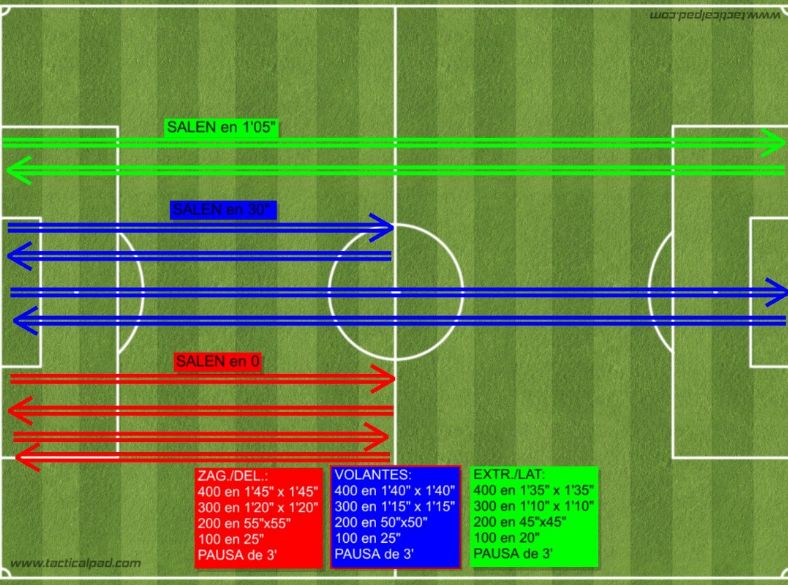 www.tacticalpad.com
SALEN en 1'05"
SALEN en 30"
SALEN en 0
ZAG./DEL.:
400 en 1'45" x 1'45"
300 en 1'20" x 1'20"
200 en 55"x55"
100 en 25"
PAUSA de 3'
VOLANTES:
400 en 1'40" x 1'40"
300 en 1'15" x 1'15"
200 en 50"x50"
100 en 25"
PAUSA de 3'
EXTR./LAT:
400 en 1'35" x 1'35"
300 en 1'10" x 1'10"
200 en 45"x45"
100 en 20"
PAUSA de 3'
www.tacticalpad.com